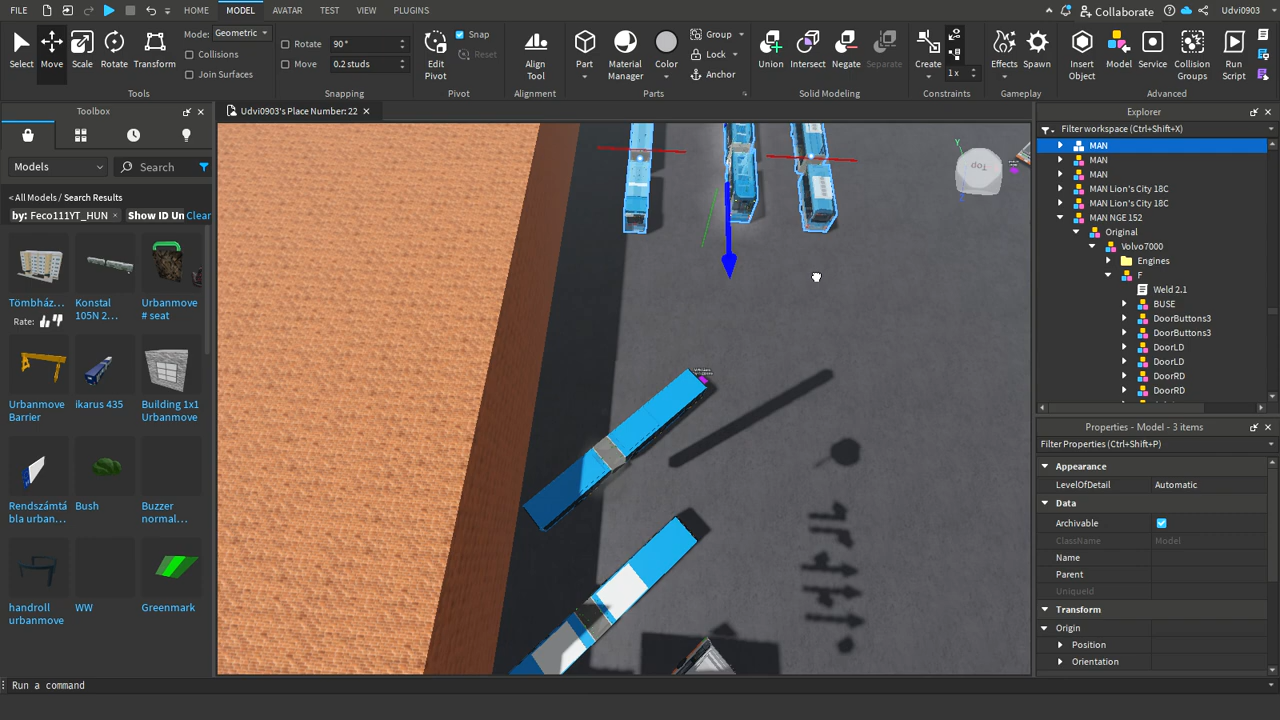 FILE HOME MODEL AVATAR TEST VIEW PLUGINS Collaborate Udvi0903
Select Move Scale Rotate Transform Mode: Geometric Collisions Join Surfaces Rotate 90° Move 0.2 studs Edit Pivot Snap Reset Align Tool Part Material Manager Color Group Lock Anchor Union Intersect Negate Separate Create 1 x Effects Spawn Insert Object Model Service Collision Groups Run Script
Tools Snapping Pivot Alignment Parts Solid Modeling Constraints Gameplay Advanced
Toolbox
Udvi0903's Place Number: 22
Models Search
< All Models / Search Results
by: Feco111YT_HUN Show ID Un Clear
Tömbház... Konstal 105N 2... Urbanmove # seat
Rate:
Urbanmove Barrier ikarus 435 Building 1x1 Urbanmove
Rendszámtá bla urban... Bush Buzzer normal...
handroll urbanmove WW Greenmark
Top
Y
Explorer
Filter workspace (Ctrl+Shift+X)
MAN
MAN
MAN
MAN Lion's City 18C
MAN Lion's City 18C
MAN NGE 152
Original
Volvo7000
Engines
F
Weld 2.1
BUSE
DoorButtons3
DoorButtons3
DoorLD
DoorLD
DoorRD
DoorRD
Properties - Model - 3 items
Filter Properties (Ctrl+Shift+P)
Appearance
LevelOfDetail Automatic
Data
Archivable
ClassName Model
Name
Parent
UniqueId
Transform
Origin
Position
Orientation
Run a command